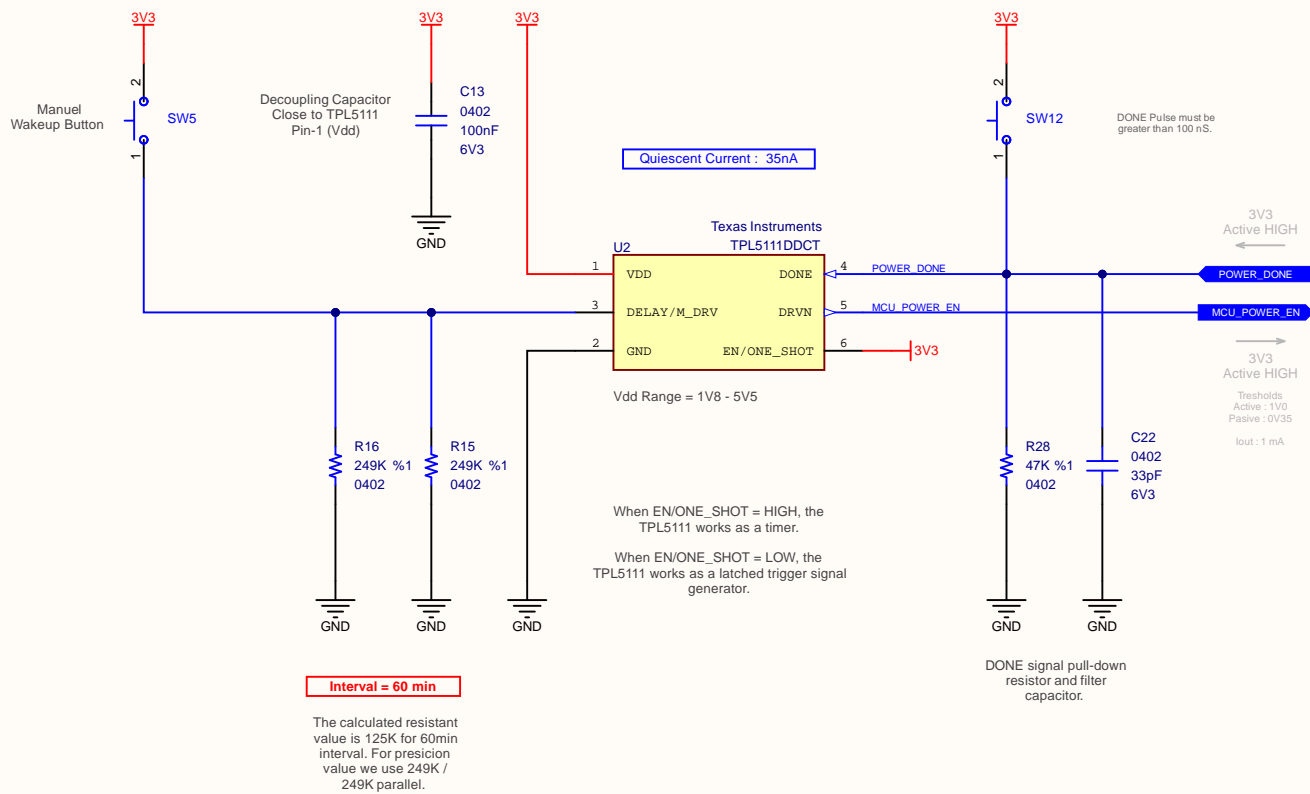 3V3
3V3
3V3
3V3
Manuel
Wakeup Button
2
SW5
1
Decoupling Capacitor
Close to TPL5111
Pin-1 (Vdd)
C13
0402
100nF
6V3
GND
Quiescent Current :  35nA
2
SW12
1
DONE Pulse must be
greater than 100 nS.
3V3
Active HIGH
Texas Instruments
TPL5111DDCT
U2
1
VDD
DONE
4
POWER_DONE
POWER_DONE
3
DELAY/M_DRV
DRVN
5
MCU_POWER_EN
MCU_POWER_EN
2
GND
EN/ONE_SHOT
6
3V3
3V3
Active HIGH
Tresholds
Active : 1V0
Pasive : 0V35
Iout : 1 mA
Vdd Range = 1V8 - 5V5
R16
249K %1
0402
R15
249K %1
0402
R28
47K %1
0402
C22
0402
33pF
6V3
When EN/ONE_SHOT = HIGH, the
TPL5111 works as a timer.
When EN/ONE_SHOT = LOW, the
TPL5111 works as a latched trigger signal
generator.
GND
GND
GND
GND
GND
DONE signal pull-down
resistor and filter
capacitor.
Interval = 60 min
The calculated resistant
value is 125K for 60min
interval. For presicion
value we use 249K /
249K parallel.